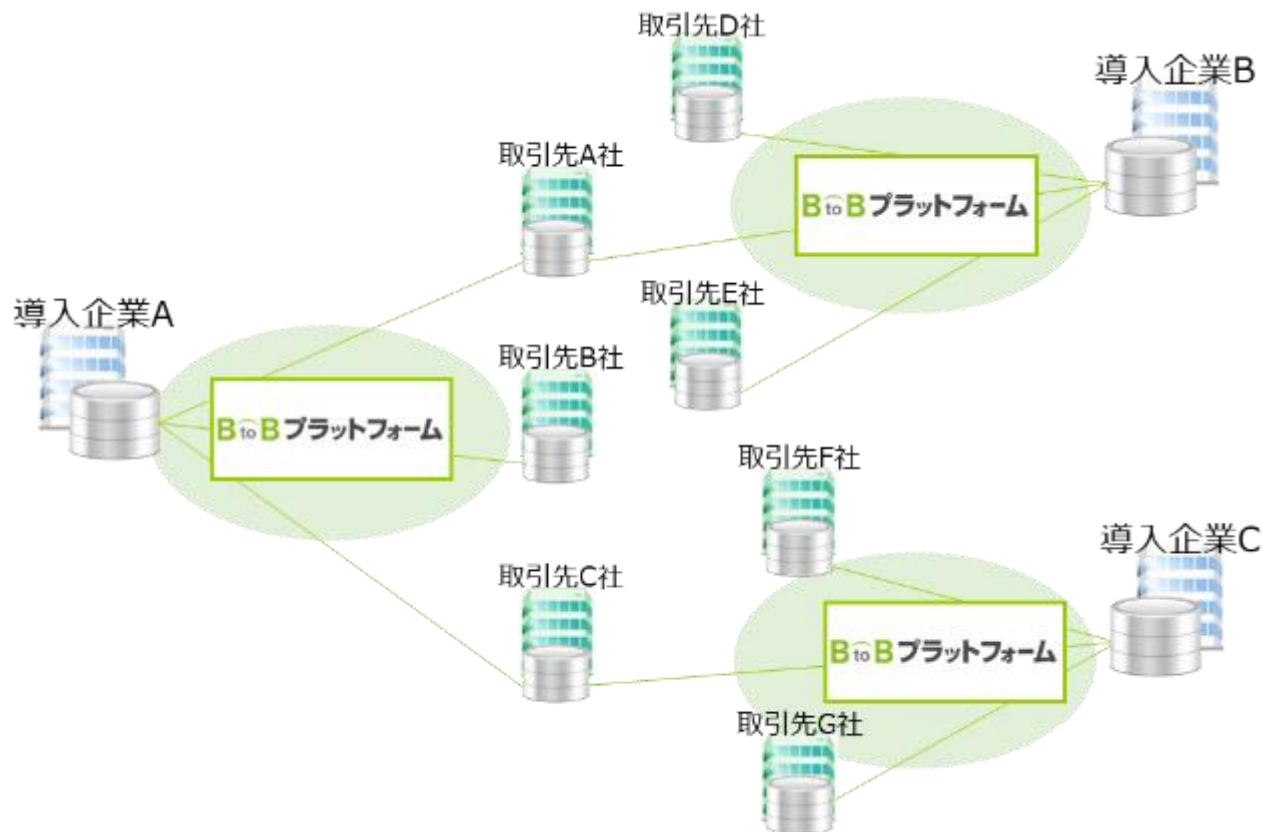 取引先D社
導入企業B
取引先A社
BtoBプラットフォーム
取引先E社
導入企業A
取引先B社
BtoBプラットフォーム
取引先F社
導入企業C
取引先C社
BtoBプラットフォーム
取引先G社